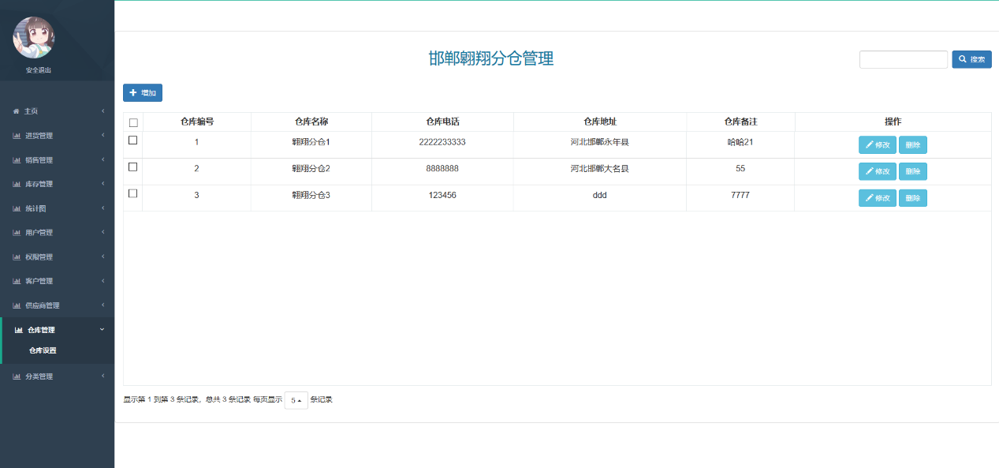 安全退出
主页
进货管理
销售管理
库存管理
统计图
用户管理
权限管理
客户管理
供应商管理
仓库管理
仓库设置
分类管理
邯郸翱翔分仓管理
搜索
增加
仓库编号 仓库名称 仓库电话 仓库地址 仓库备注 操作
1 翱翔分仓1 2222233333 河北邯郸永年县 哈哈21 修改 删除
2 翱翔分仓2 8888888 河北邯郸大名县 55 修改 删除
3 翱翔分仓3 123456 ddd 7777 修改 删除
显示第 1 到第 3 条记录，总共 3 条记录 每页显示 5 条记录